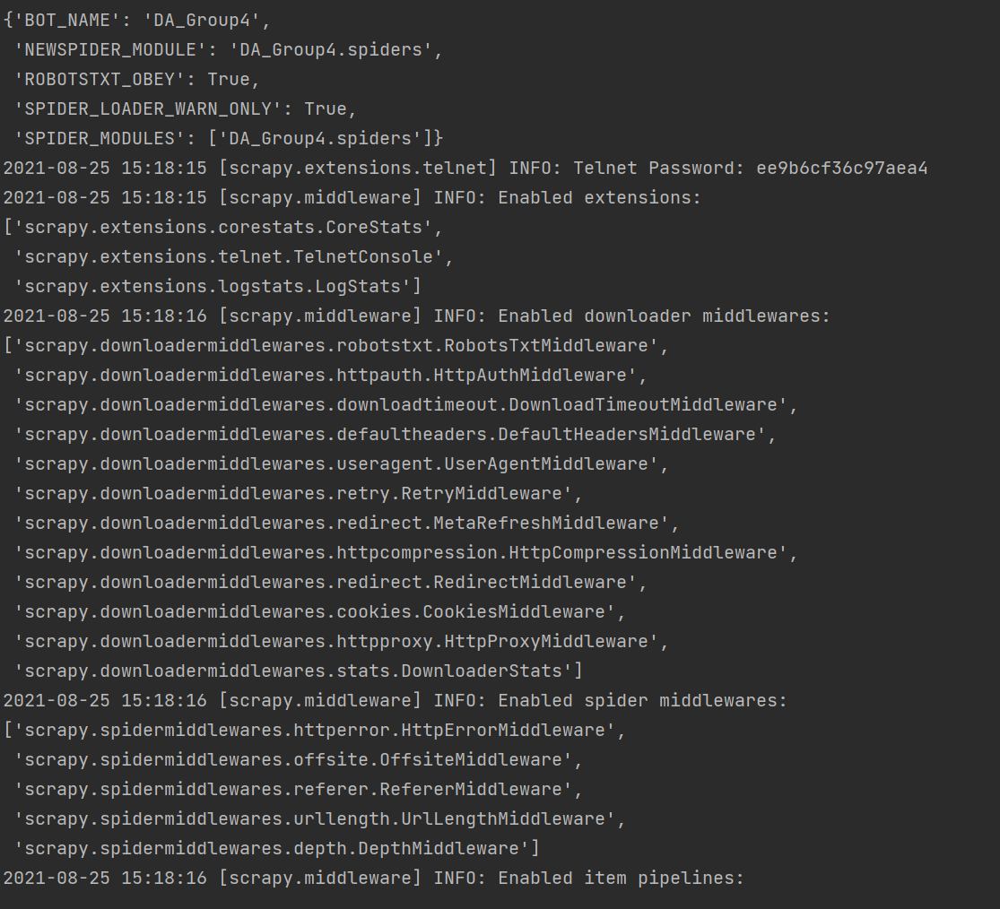 {'BOT_NAME': 'DA_Group4',
 'NEWSPIDER_MODULE': 'DA_Group4.spiders',
 'ROBOTSTXT_OBEY': True,
 'SPIDER_LOADER_WARN_ONLY': True,
 'SPIDER_MODULES': ['DA_Group4.spiders']}
2021-08-25 15:18:15 [scrapy.extensions.telnet] INFO: Telnet Password: ee9b6cf36c97aea4
2021-08-25 15:18:15 [scrapy.middleware] INFO: Enabled extensions:
['scrapy.extensions.corestats.CoreStats',
 'scrapy.extensions.telnet.TelnetConsole',
 'scrapy.extensions.logstats.LogStats']
2021-08-25 15:18:16 [scrapy.middleware] INFO: Enabled downloader middlewares:
['scrapy.downloadermiddlewares.robotstxt.RobotsTxtMiddleware',
 'scrapy.downloadermiddlewares.httpauth.HttpAuthMiddleware',
 'scrapy.downloadermiddlewares.downloadtimeout.DownloadTimeoutMiddleware',
 'scrapy.downloadermiddlewares.defaultheaders.DefaultHeadersMiddleware',
 'scrapy.downloadermiddlewares.useragent.UserAgentMiddleware',
 'scrapy.downloadermiddlewares.retry.RetryMiddleware',
 'scrapy.downloadermiddlewares.redirect.MetaRefreshMiddleware',
 'scrapy.downloadermiddlewares.httpcompression.HttpCompressionMiddleware',
 'scrapy.downloadermiddlewares.redirect.RedirectMiddleware',
 'scrapy.downloadermiddlewares.cookies.CookiesMiddleware',
 'scrapy.downloadermiddlewares.httpproxy.HttpProxyMiddleware',
 'scrapy.downloadermiddlewares.stats.DownloaderStats']
2021-08-25 15:18:16 [scrapy.middleware] INFO: Enabled spider middlewares:
['scrapy.spidermiddlewares.httperror.HttpErrorMiddleware',
 'scrapy.spidermiddlewares.offsite.OffsiteMiddleware',
 'scrapy.spidermiddlewares.referer.RefererMiddleware',
 'scrapy.spidermiddlewares.urllength.UrlLengthMiddleware',
 'scrapy.spidermiddlewares.depth.DepthMiddleware']
2021-08-25 15:18:16 [scrapy.middleware] INFO: Enabled item pipelines: